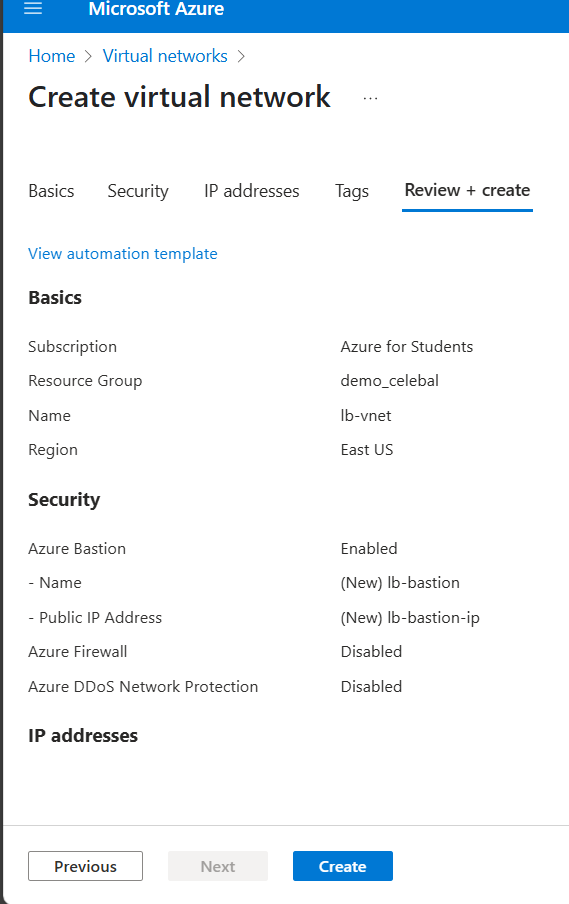 Microsoft Azure
Home > Virtual networks >
Create virtual network ...
Basics Security IP addresses Tags Review + create
View automation template
Basics
Subscription Azure for Students
Resource Group demo_celebal
Name lb-vnet
Region East US
Security
Azure Bastion Enabled
- Name (New) lb-bastion
- Public IP Address (New) lb-bastion-ip
Azure Firewall Disabled
Azure DDoS Network Protection Disabled
IP addresses
Previous Next Create